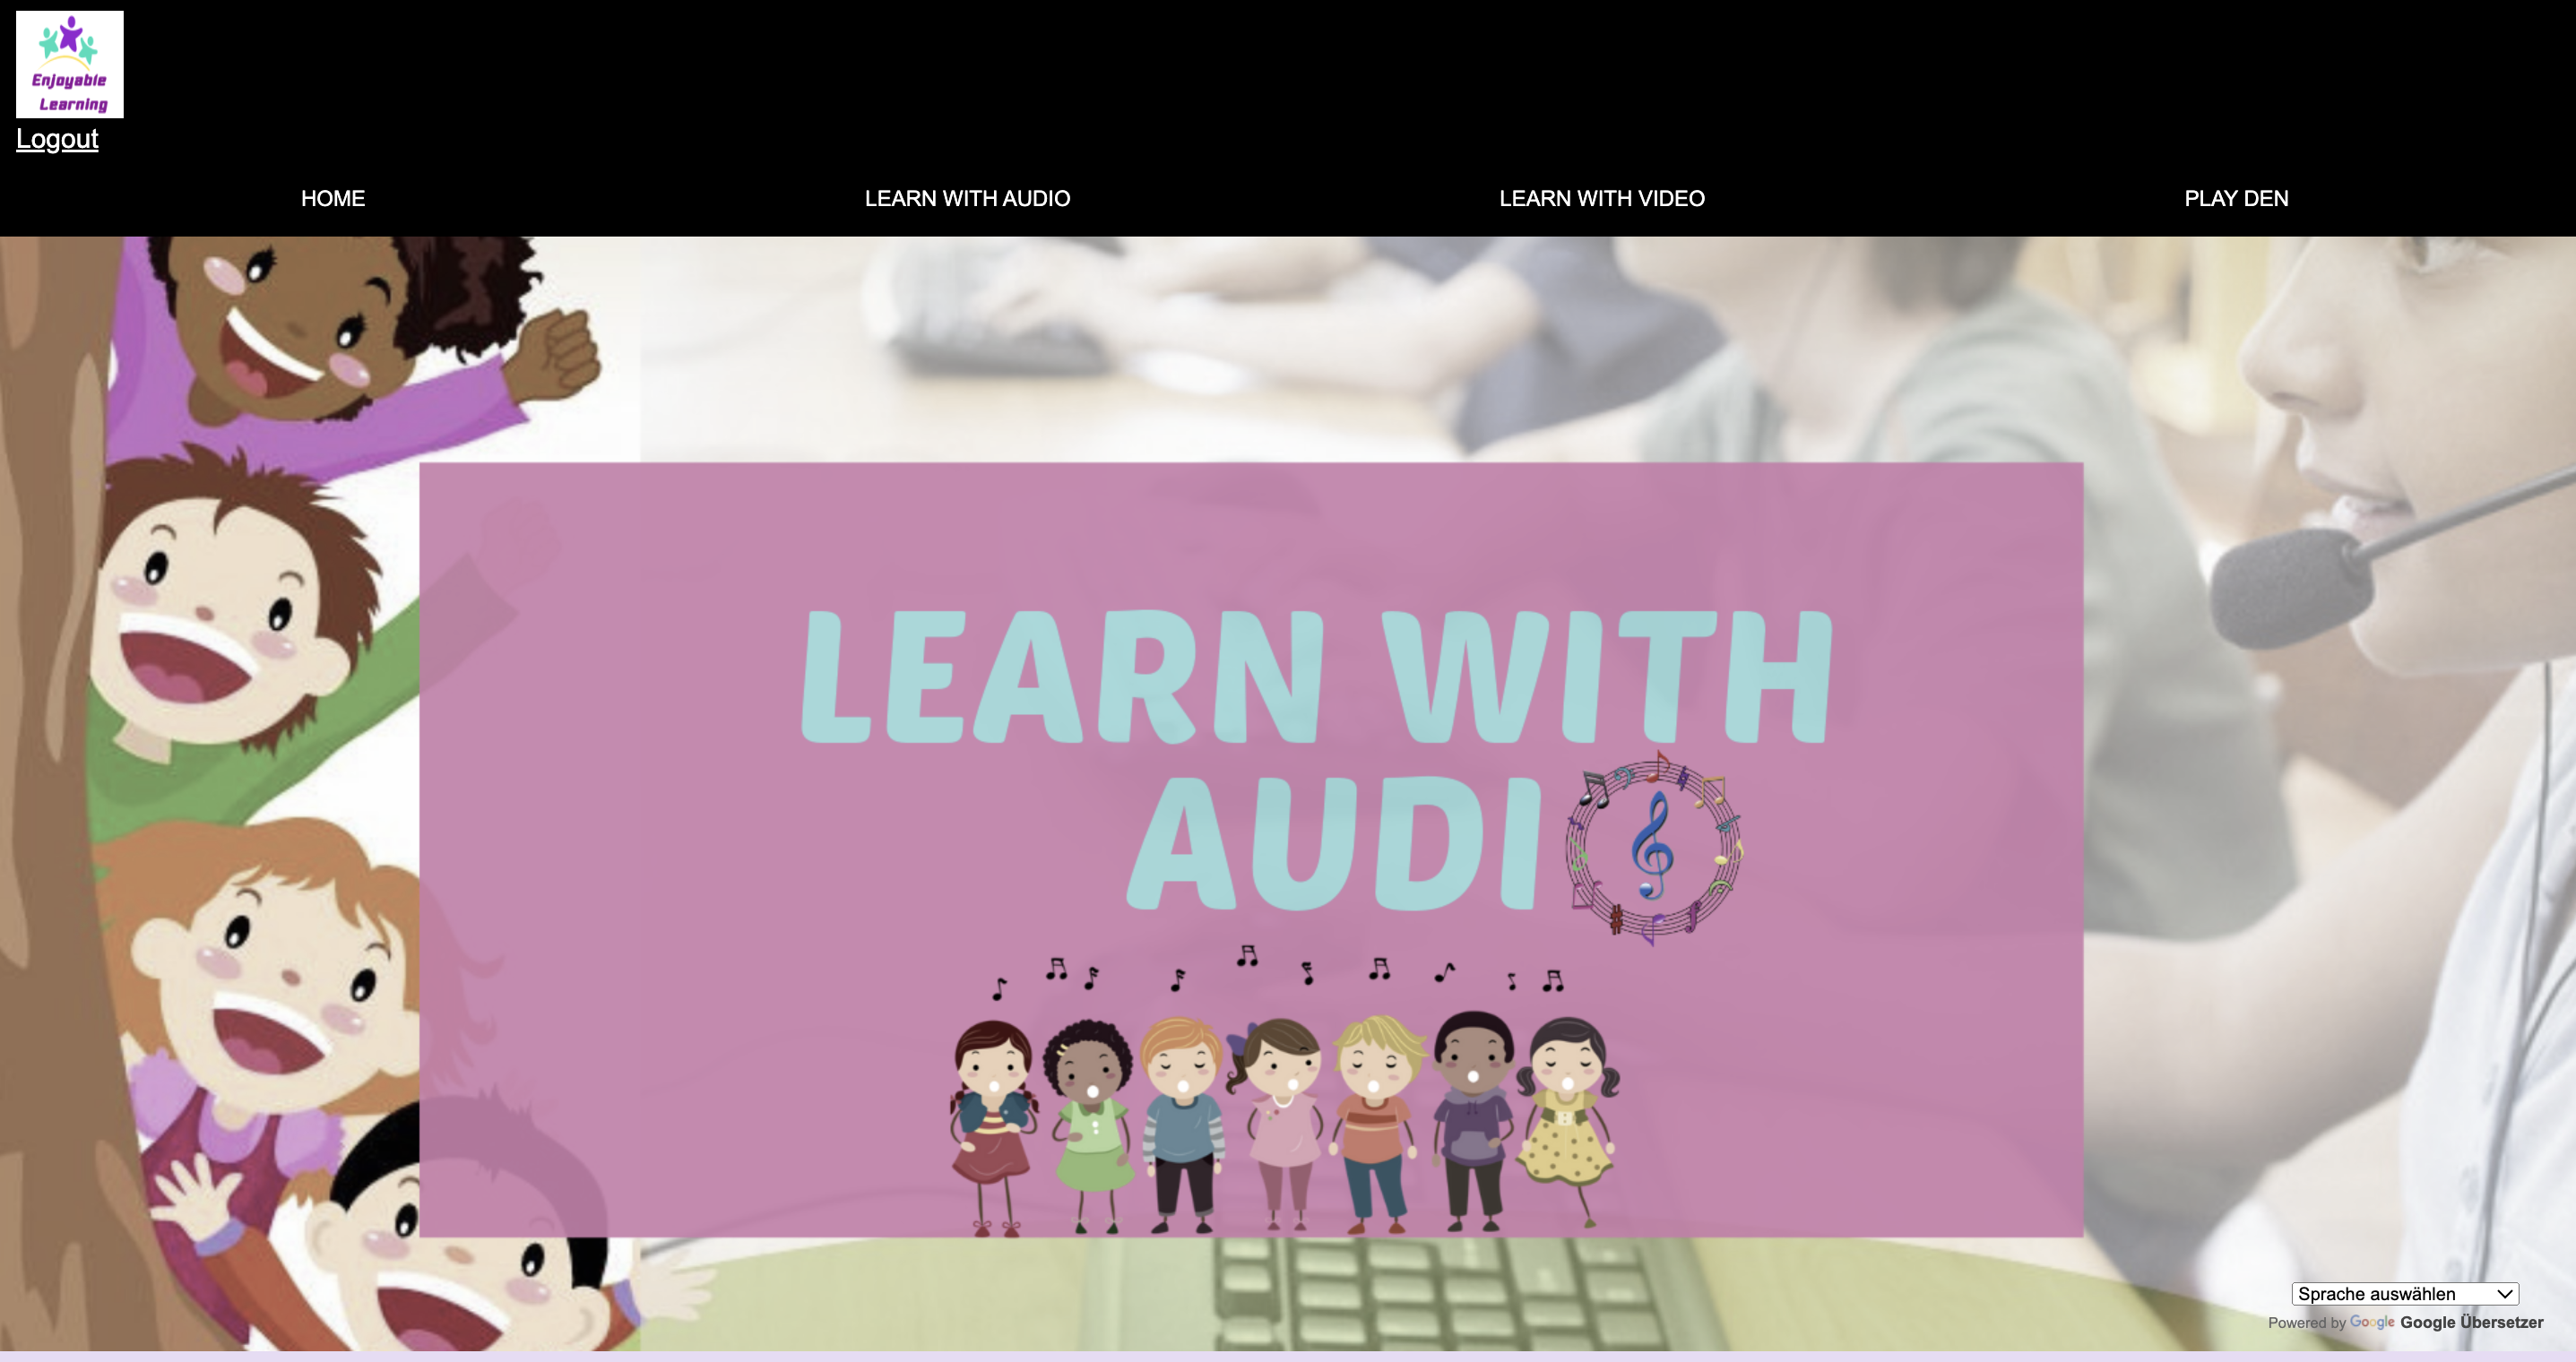 Enjoyable
Learning
Logout
HOME LEARN WITH AUDIO LEARN WITH VIDEO PLAY DEN
LEARN WITH
AUDI
Sprache auswählen
Powered by Google Google Übersetzer